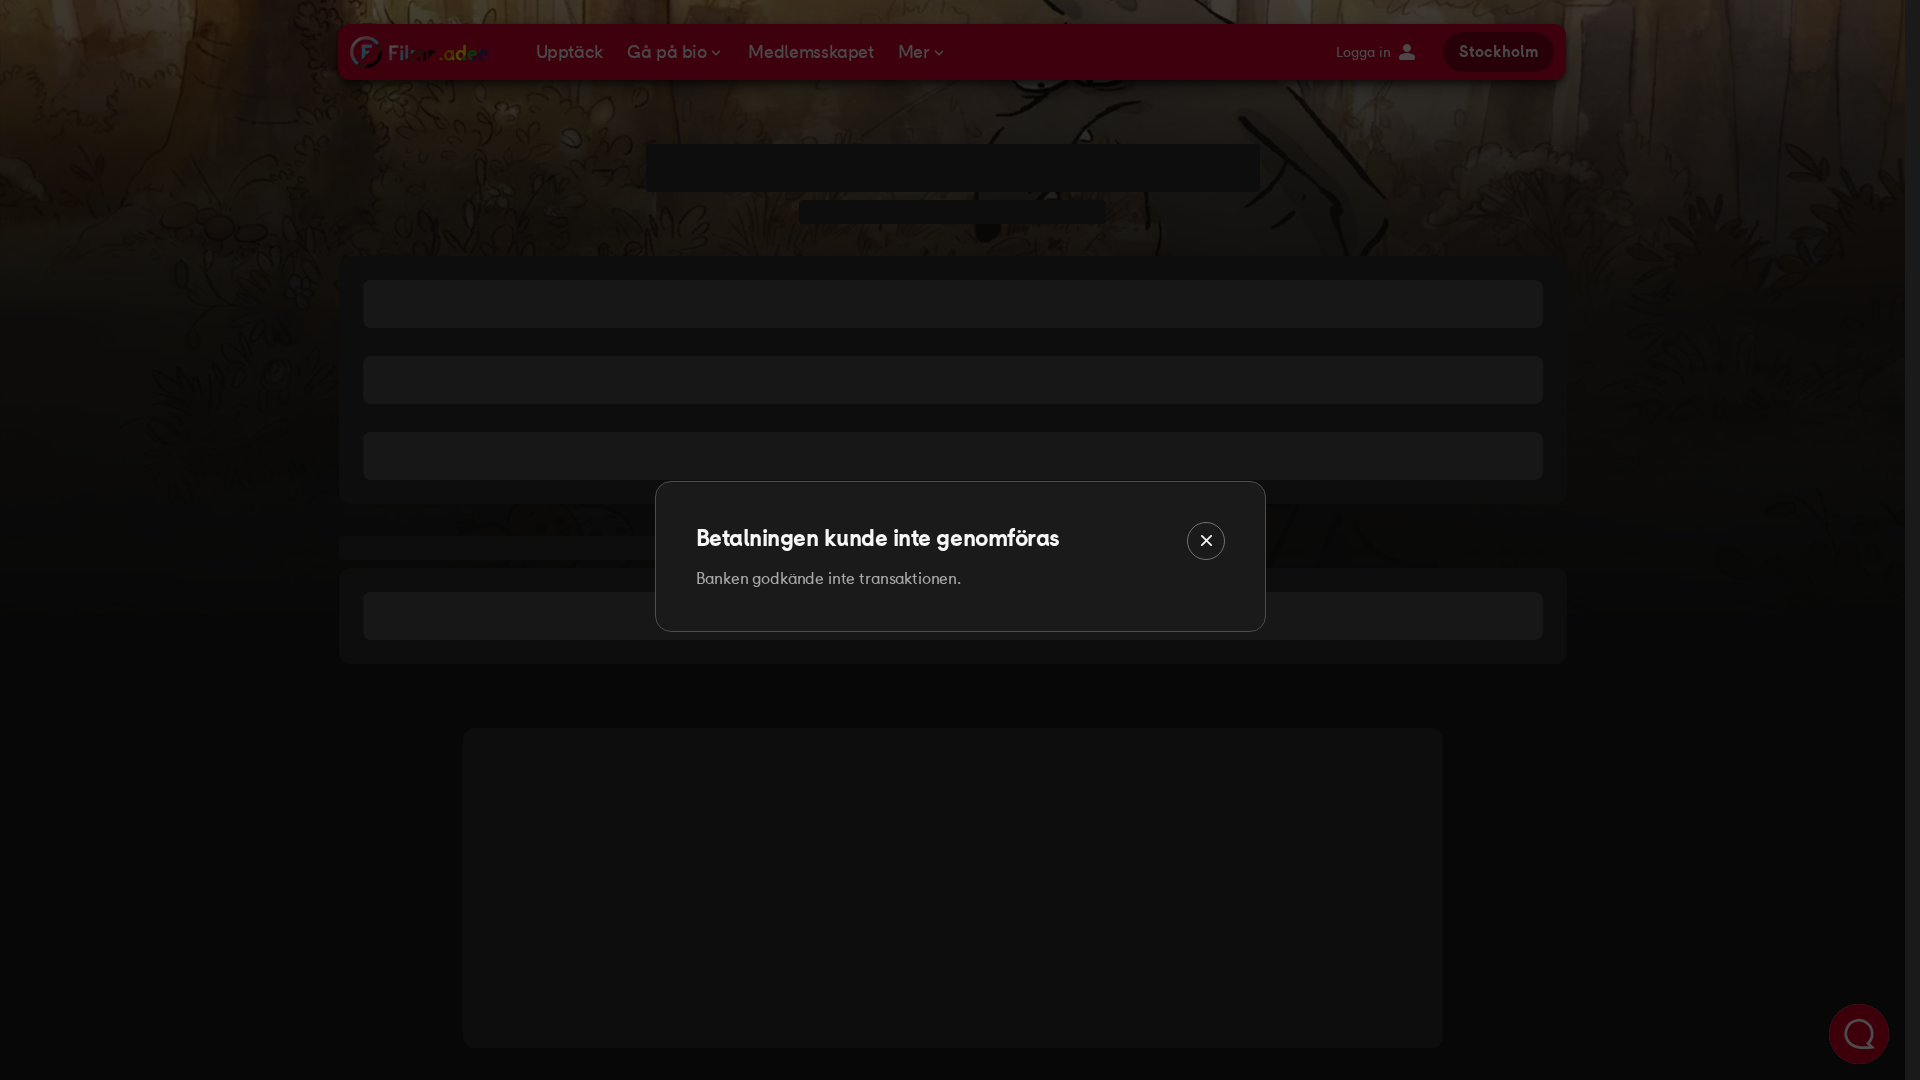 Filmstaden
Upptäck
Gå på bio
Medlemsskapet
Mer
Logga in
Stockholm
Betalningen kunde inte genomföras
Banken godkände inte transaktionen.